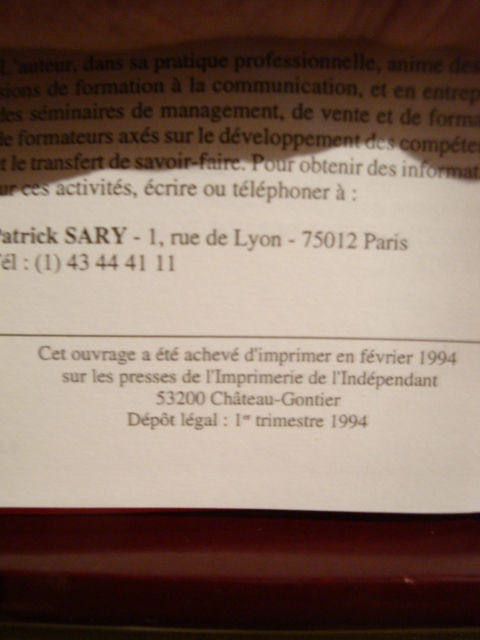 L'auteur, dans sa pratique professionnelle, anime des
sions de formation à la communication, et en entrep
des séminaires de management, de vente et de forma
de formateurs axés sur le développement des compéte
t le transfert de savoir-faire. Pour obtenir des informat
ur ces activités, écrire ou téléphoner à :
Patrick SARY - 1, rue de Lyon - 75012 Paris
Tél : (1) 43 44 41 11
Cet ouvrage a été achevé d'imprimer en février 1994
sur les presses de l'Imprimerie de l'Indépendant
53200 Château-Gontier
Dépôt légal : 1er trimestre 1994